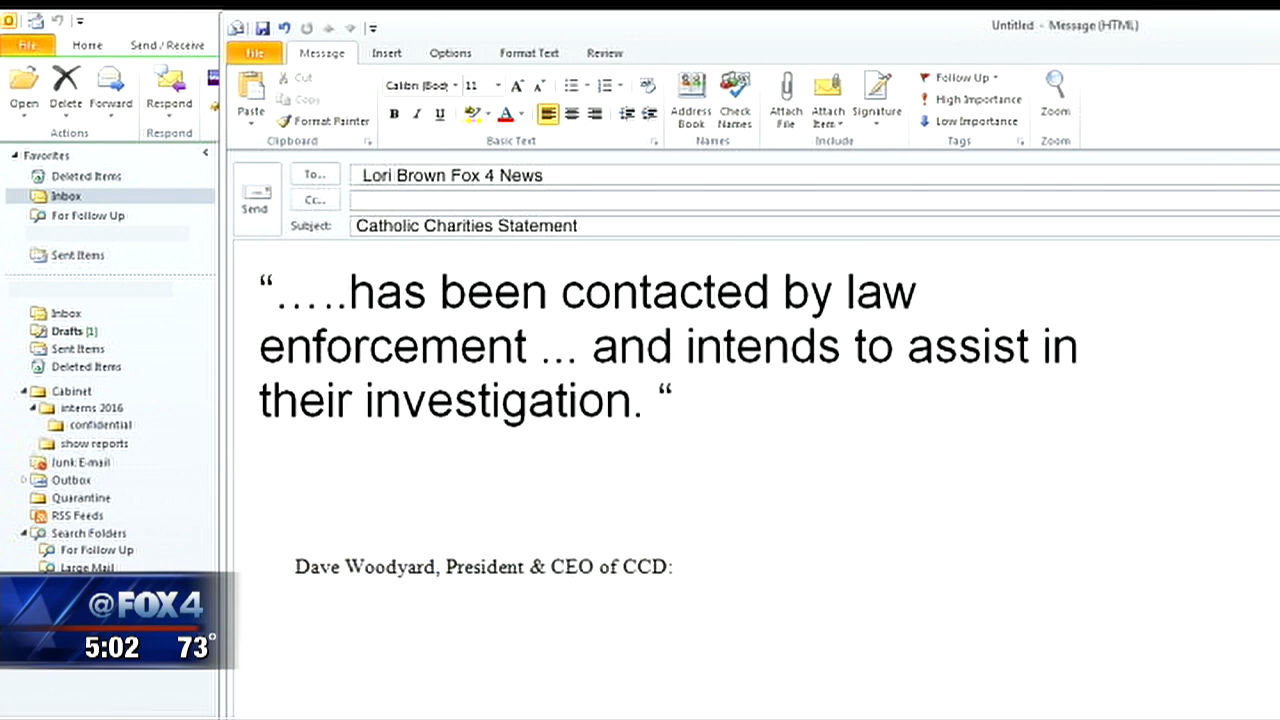 Untitled - Message (HTML)
File Home Send / Receive
File Message Insert Options Format Text Review
Open Delete Forward Respond
Actions Respond
Paste
Cut
Copy
Format Painter
Clipboard
Calibri (Body) 11 A A
B I U A
Basic Text
Address Book
Check Names
Names
Attach File
Attach Item
Signature
Include
Follow Up
High Importance
Low Importance
Tags
Zoom
Zoom
Favorites
Deleted Items
Inbox
For Follow Up
Sent Items
Inbox
Drafts [1]
Sent Items
Deleted Items
Cabinet
interns 2016
confidential
show reports
Junk E-mail
Outbox
Quarantine
RSS Feeds
Search Folders
For Follow Up
Large Mail
Send
To... Lori Brown Fox 4 News
Cc...
Subject: Catholic Charities Statement
“…..has been contacted by law
enforcement ... and intends to assist in
their investigation. “
Dave Woodyard, President & CEO of CCD:
@FOX4
5:02 73°